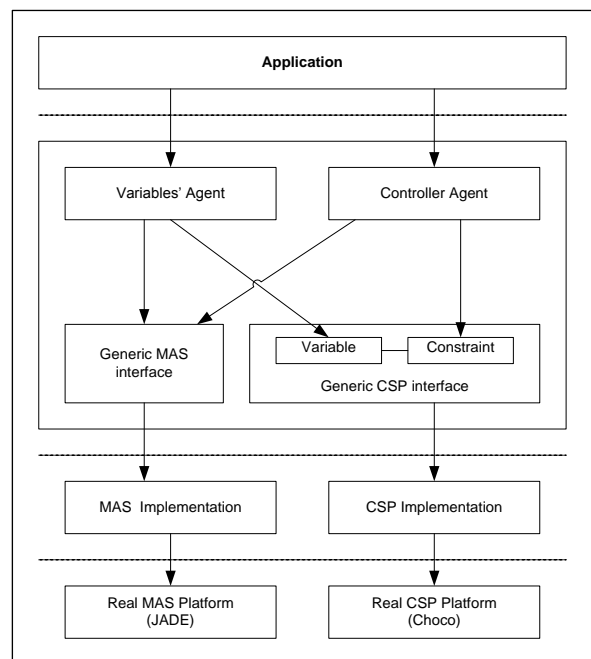 Application
Variables' Agent
Controller Agent
Generic MAS
interface
Variable
Constraint
Generic CSP interface
MAS Implementation
CSP Implementation
Real MAS Platform
(JADE)
Real CSP Platform
(Choco)